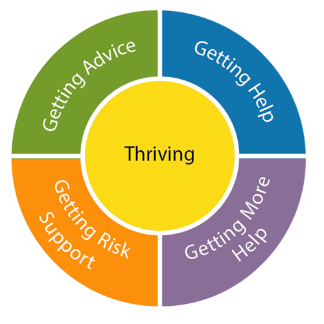 Getting Advice
Getting Help
Thriving
Getting Risk
Support
Getting More
Help